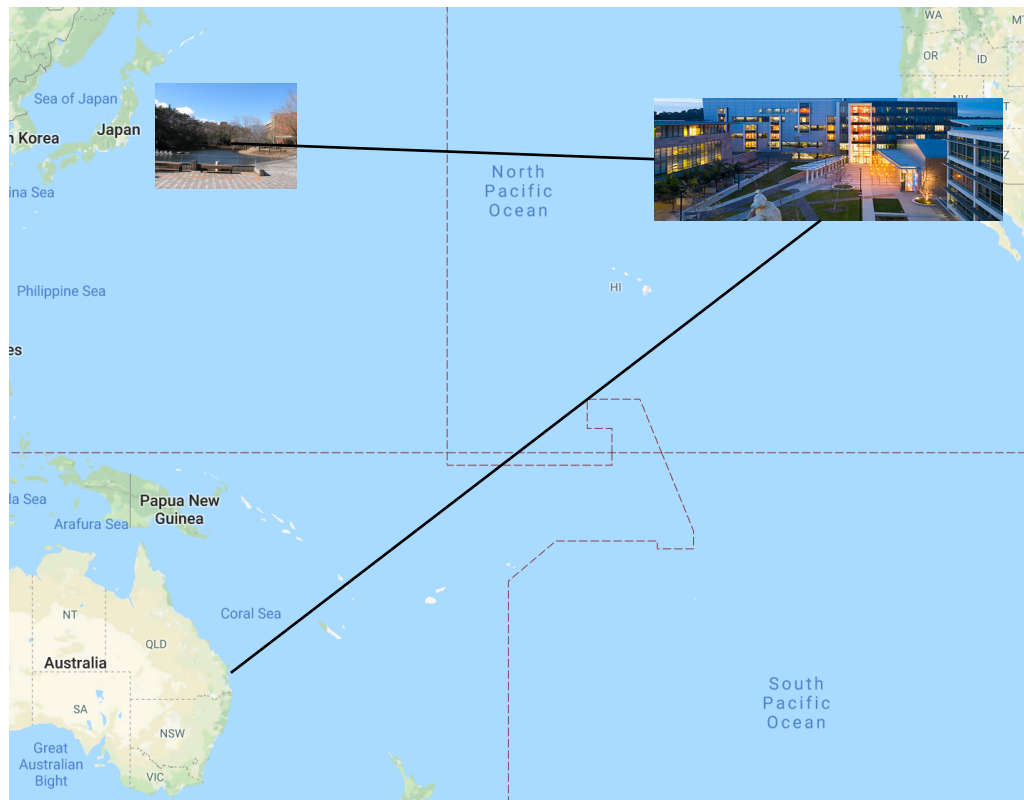 WA
MT
OR
ID
NV
Sea of Japan
Japan
n Korea
T
Z
ina Sea
North
Pacific
Ocean
HI
Philippine Sea
es
la Sea
Papua New
Guinea
Arafura Sea
Coral Sea
NT
QLD
Australia
SA
NSW
South
Pacific
Ocean
Great
Australian
Bight
VIC